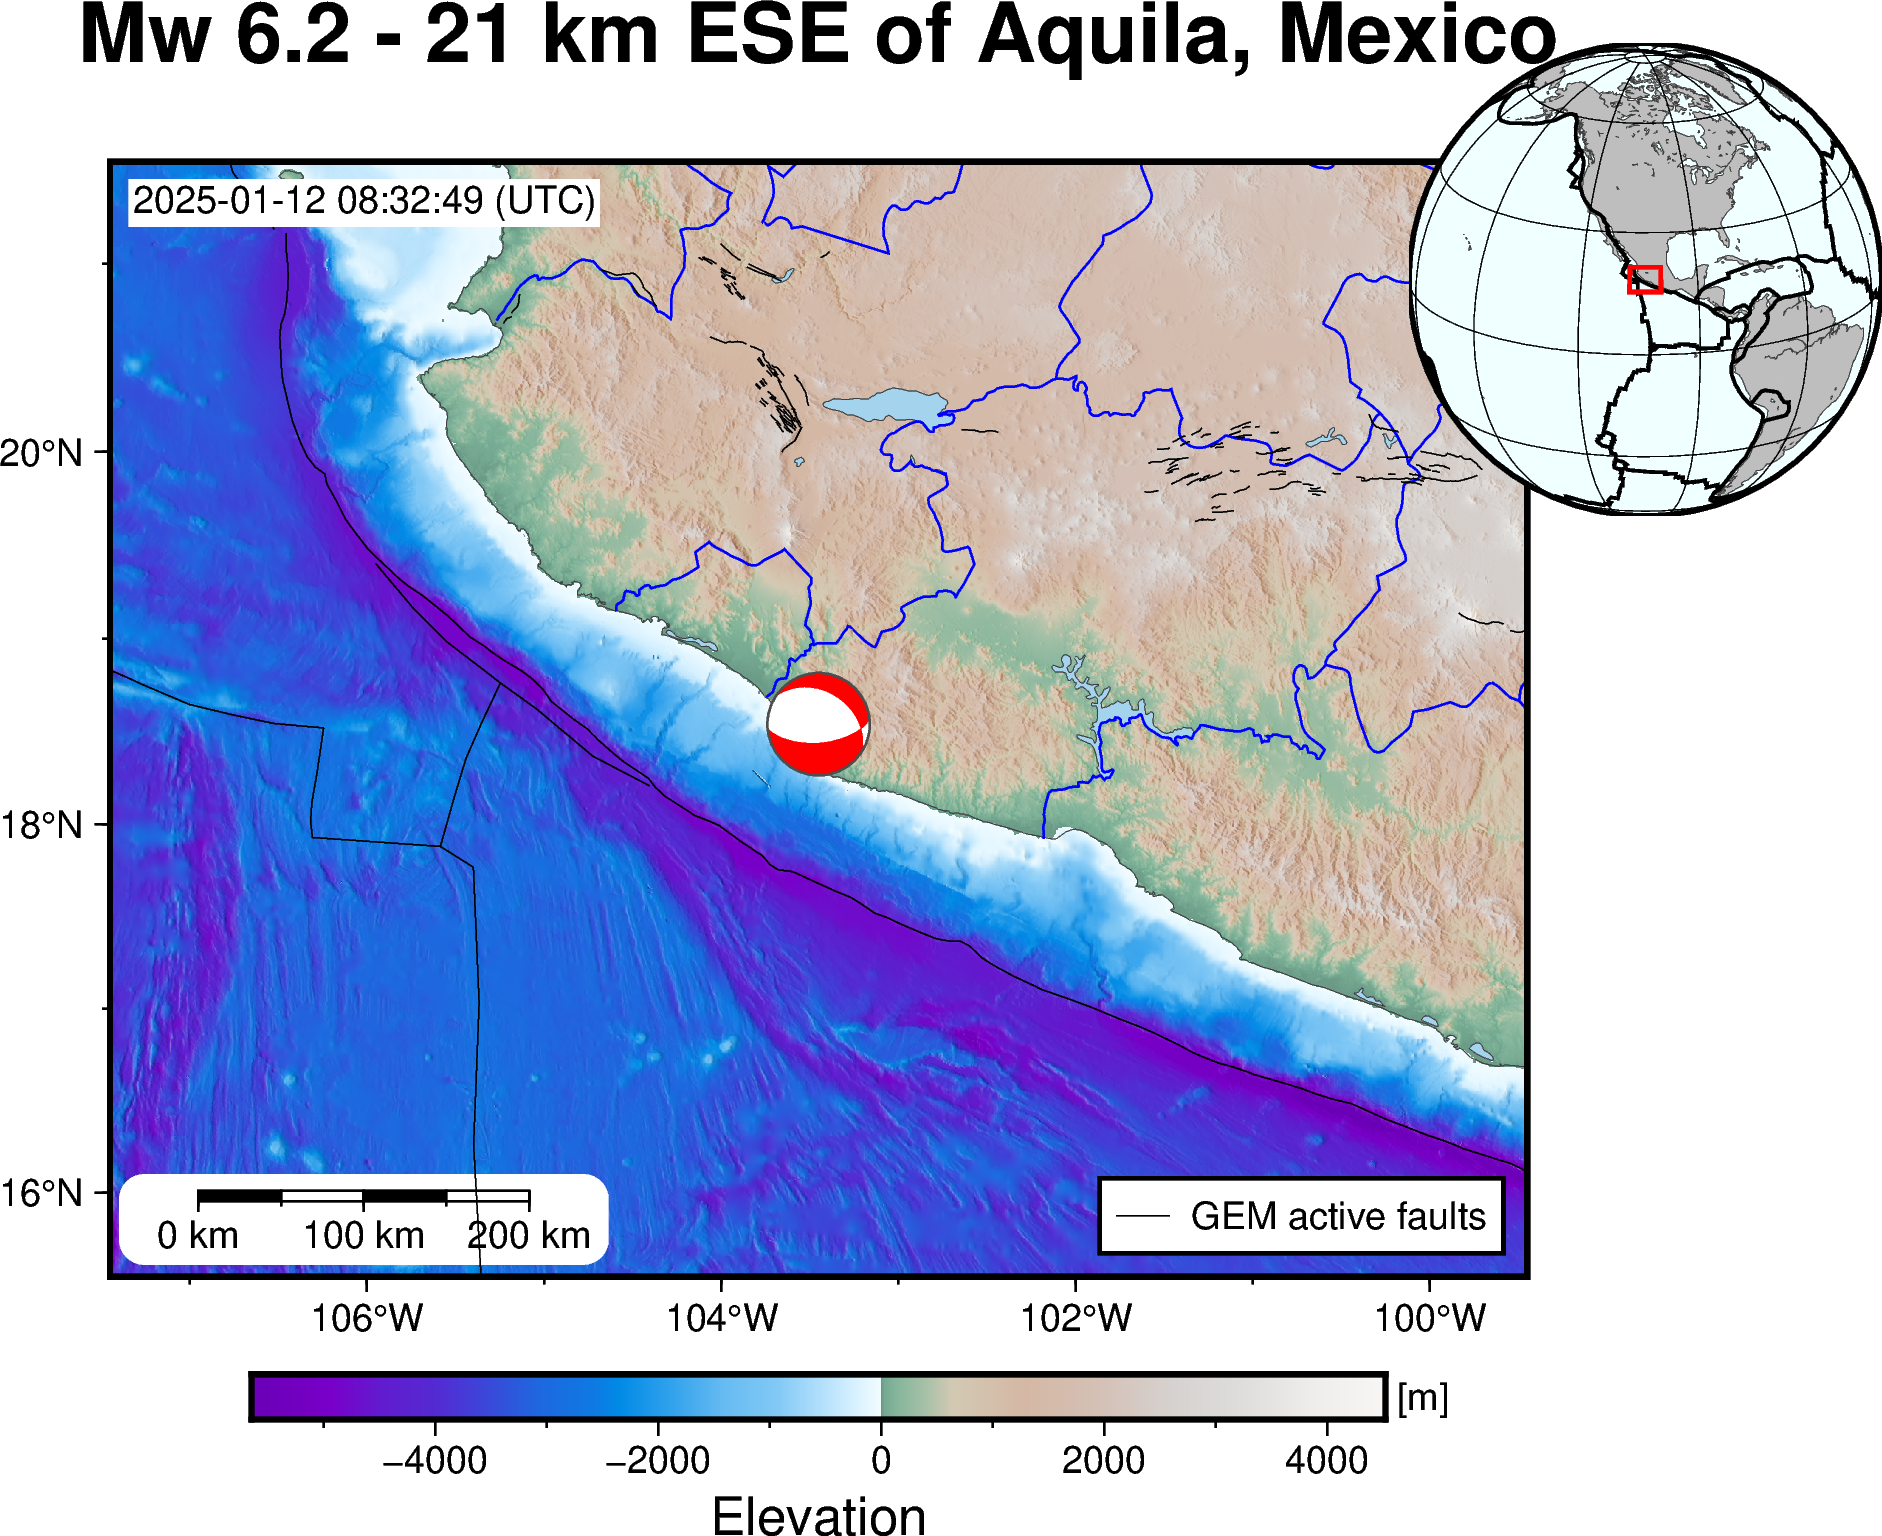 Mw 6.2 - 21 km ESE of Aquila, Mexico
2025-01-12 08:32:49 (UTC)
20°N
18°N
16°N
0 km 100 km 200 km
GEM active faults
106°W 104°W 102°W 100°W
[m]
−4000 −2000 0 2000 4000
Elevation